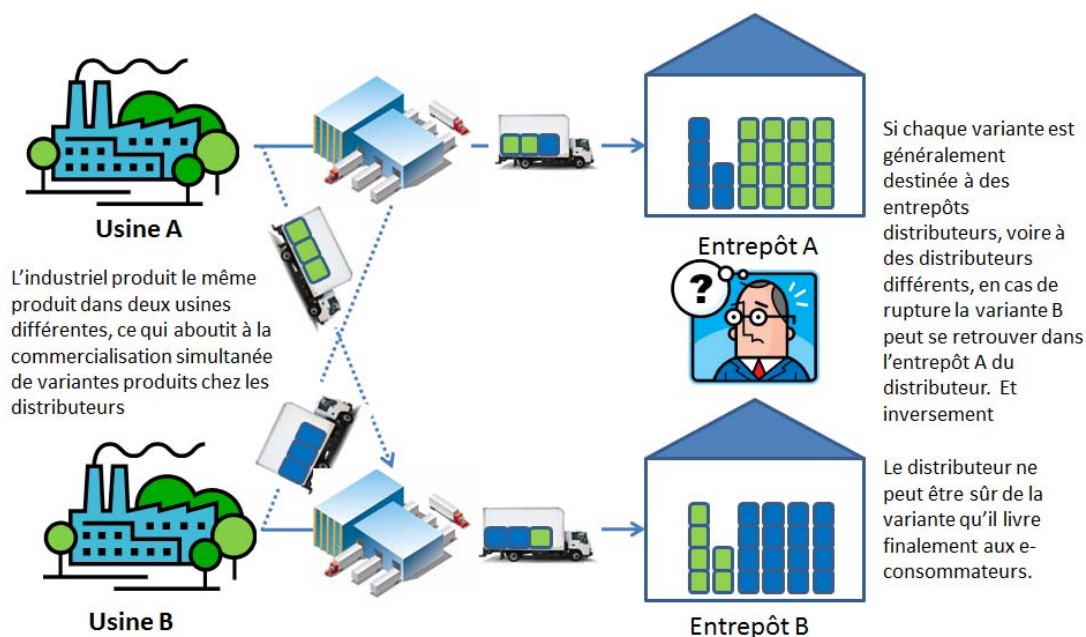 Usine A
L'industriel produit le même
produit dans deux usines
différentes, ce qui aboutit à la
commercialisation simultanée
de variantes produits chez les
distributeurs
Usine B
Entrepôt A
?
Entrepôt B
Si chaque variante est
généralement
destinée à des
entrepôts
distributeurs, voire à
des distributeurs
différents, en cas de
rupture la variante B
peut se retrouver dans
l'entrepôt A du
distributeur. Et
inversement
Le distributeur ne
peut être sûr de la
variante qu'il livre
finalement aux e-
consommateurs.